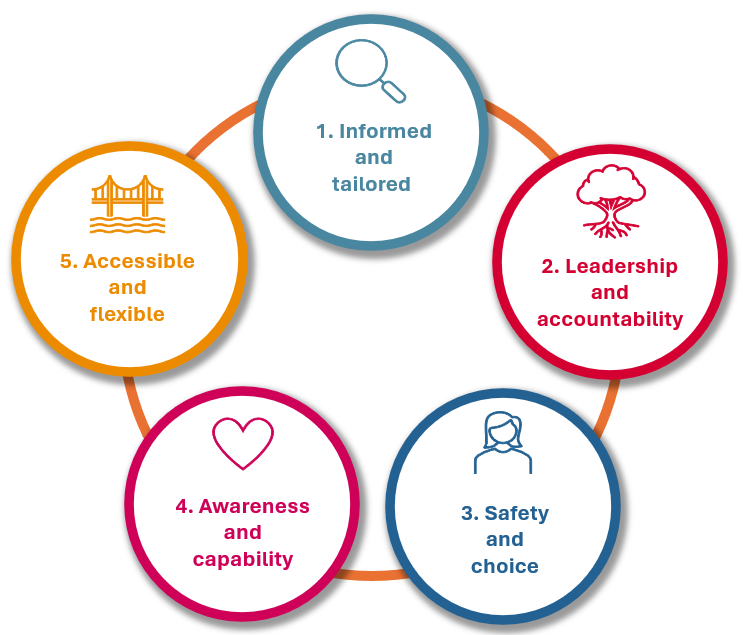 1. Informed
and
tailored
2. Leadership
and
accountability
3. Safety
and
choice
4. Awareness
and
capability
5. Accessible
and
flexible